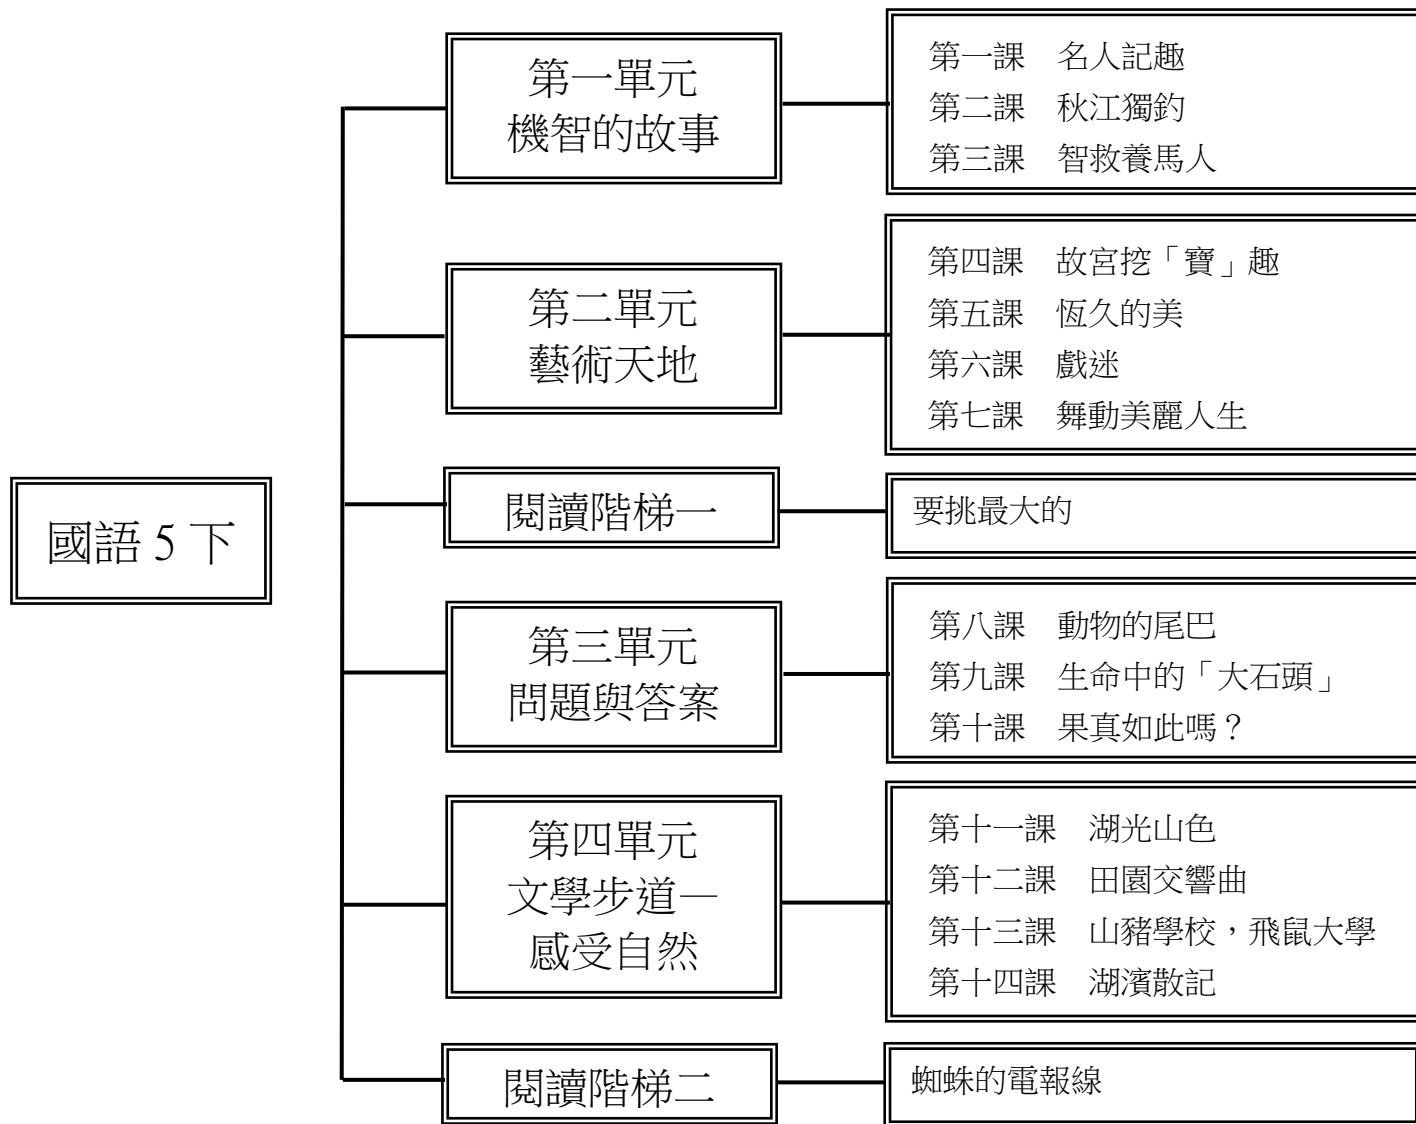 國語 5 下
第一單元
機智的故事
第一課　名人記趣
第二課　秋江獨釣
第三課　智救養馬人
第二單元
藝術天地
第四課　故宮挖「寶」趣
第五課　恆久的美
第六課　戲迷
第七課　舞動美麗人生
閱讀階梯一
要挑最大的
第三單元
問題與答案
第八課　動物的尾巴
第九課　生命中的「大石頭」
第十課　果真如此嗎？
第四單元
文學步道—
感受自然
第十一課　湖光山色
第十二課　田園交響曲
第十三課　山豬學校，飛鼠大學
第十四課　湖濱散記
閱讀階梯二
蜘蛛的電報線